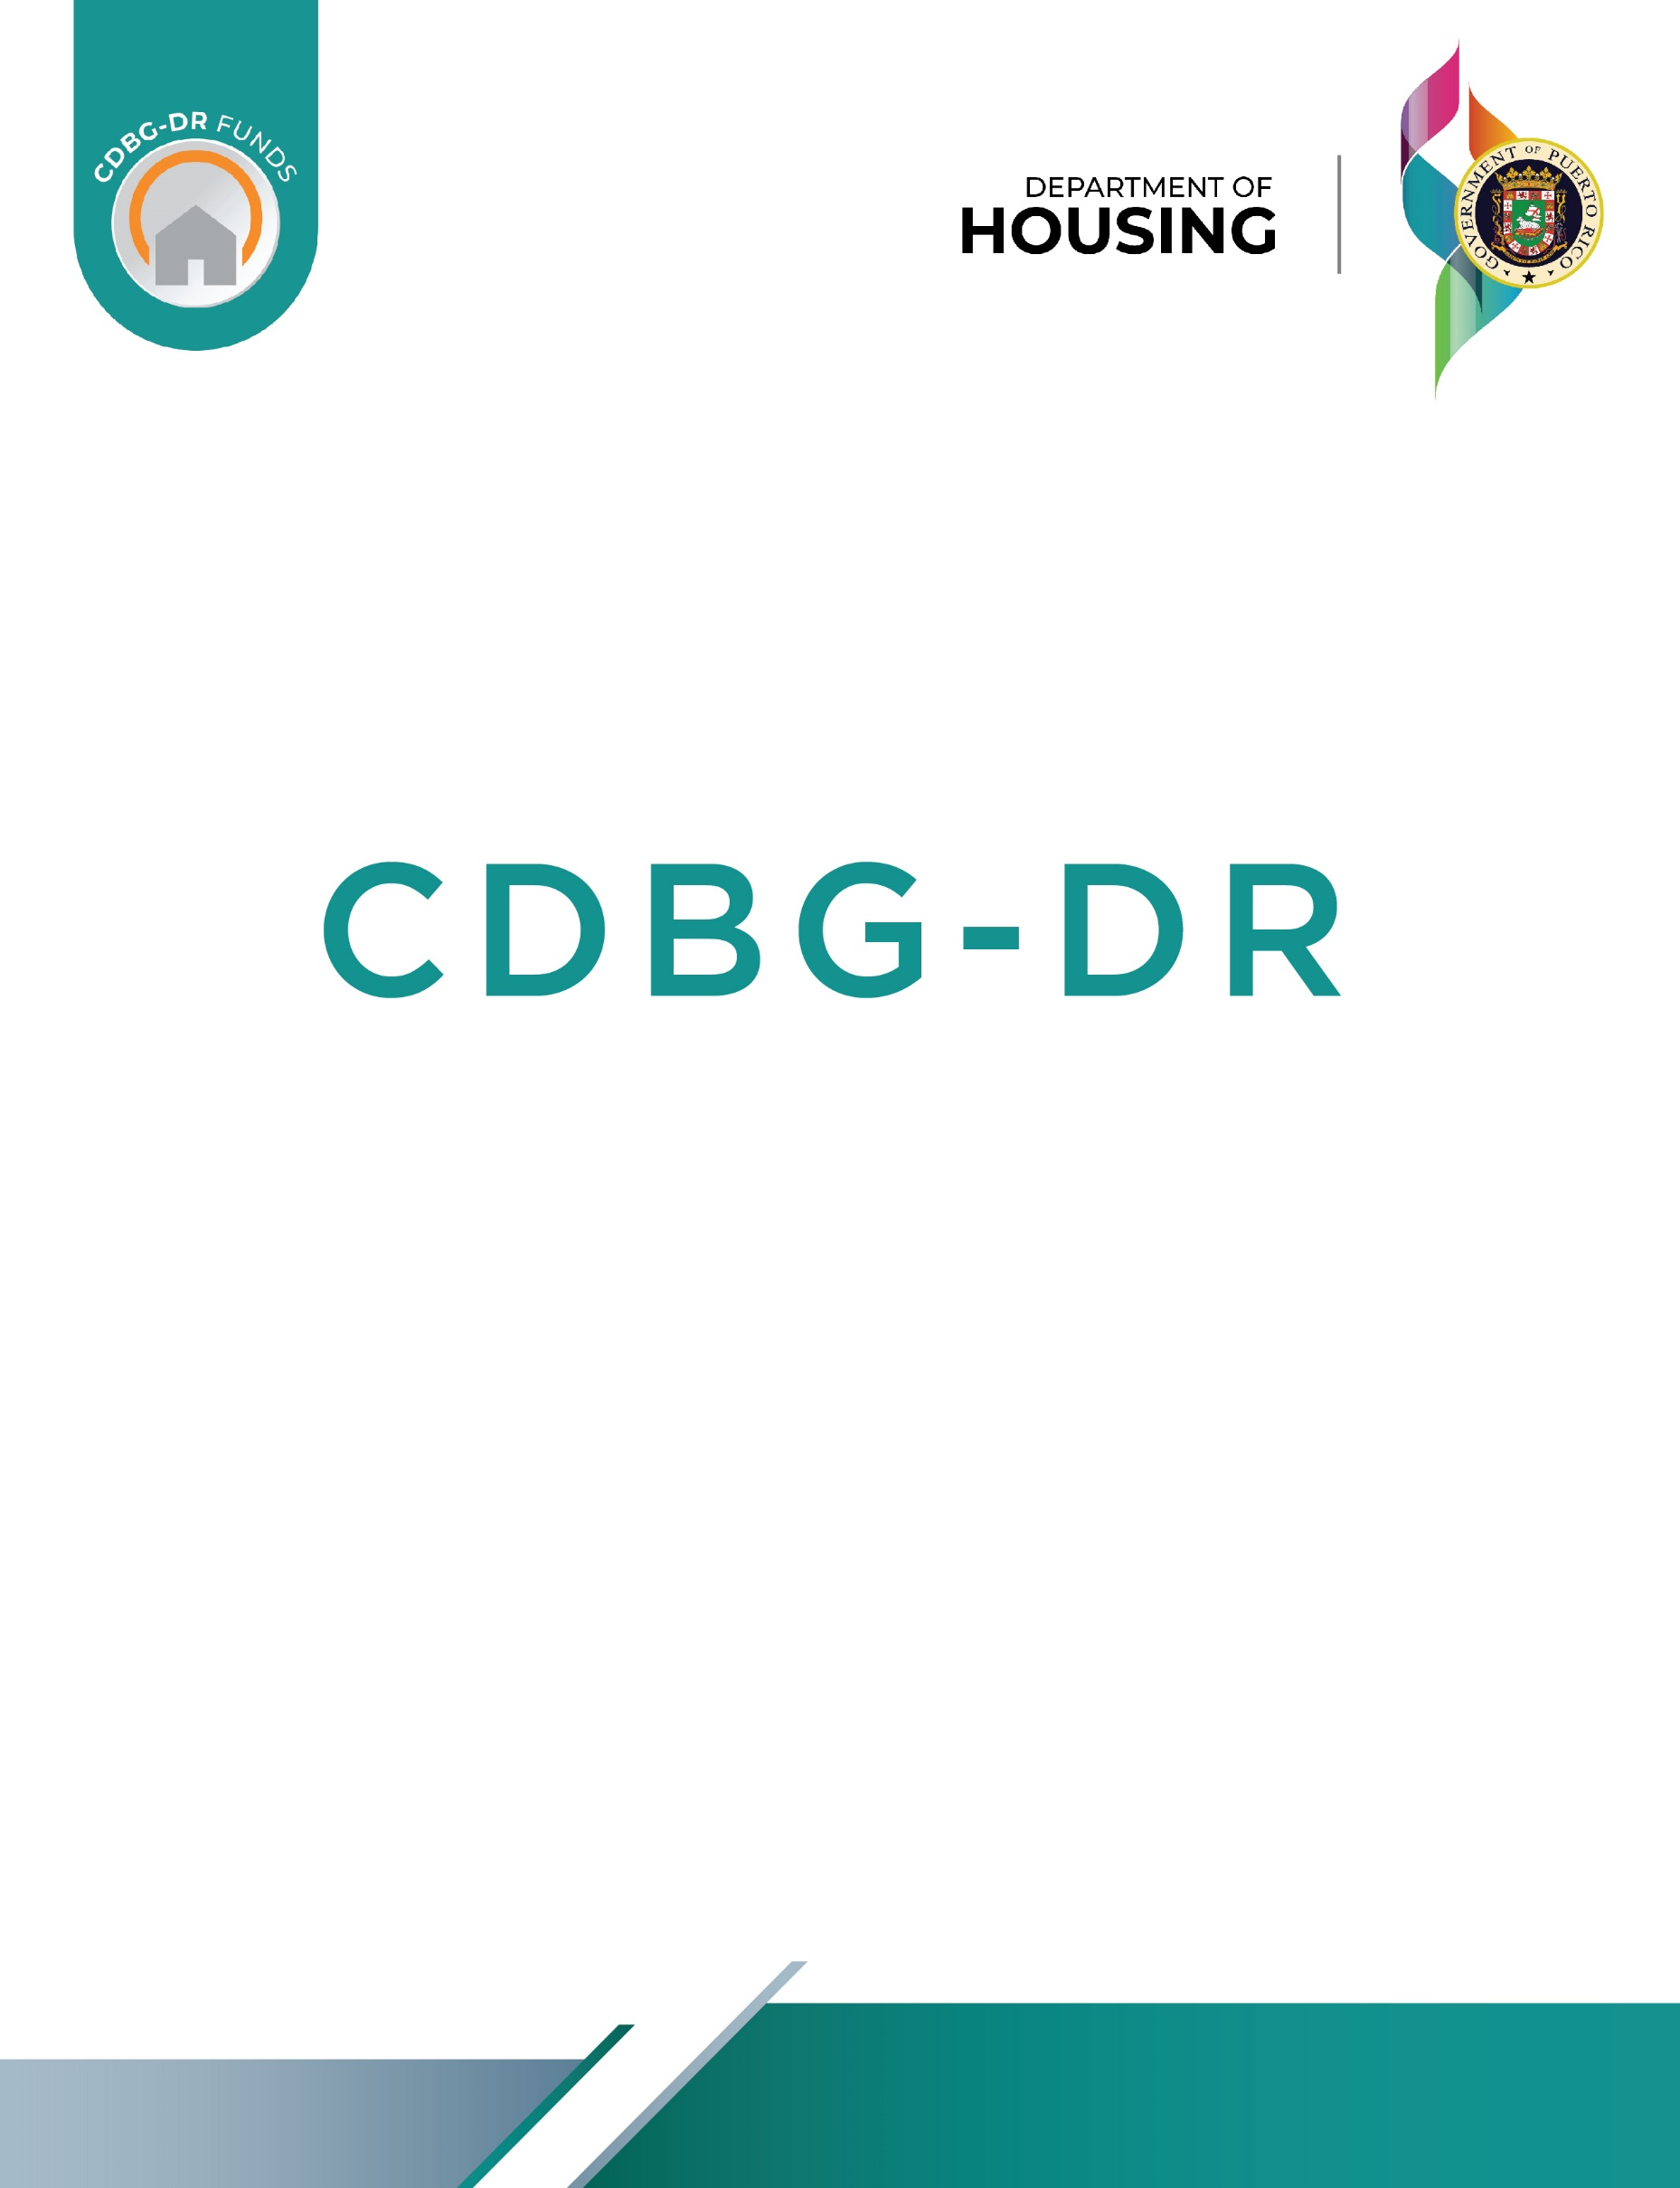 CDBG-DR FUNDS
DEPARTMENT OF
HOUSING
GOVERNMENT OF PUERTO RICO
CDBG-DR